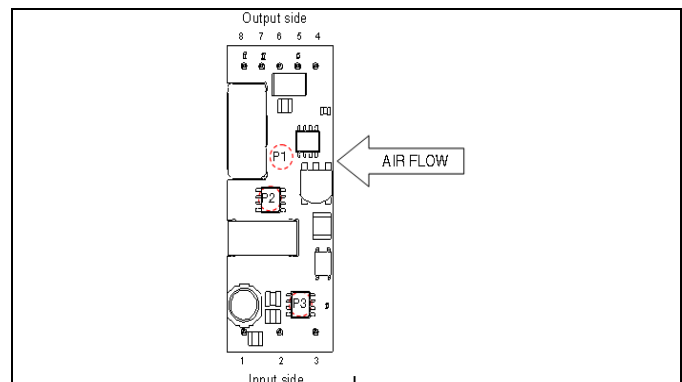 Output side
8 7 6 5 4
P1
AIR FLOW
P2
P3
1 2 3
Input side